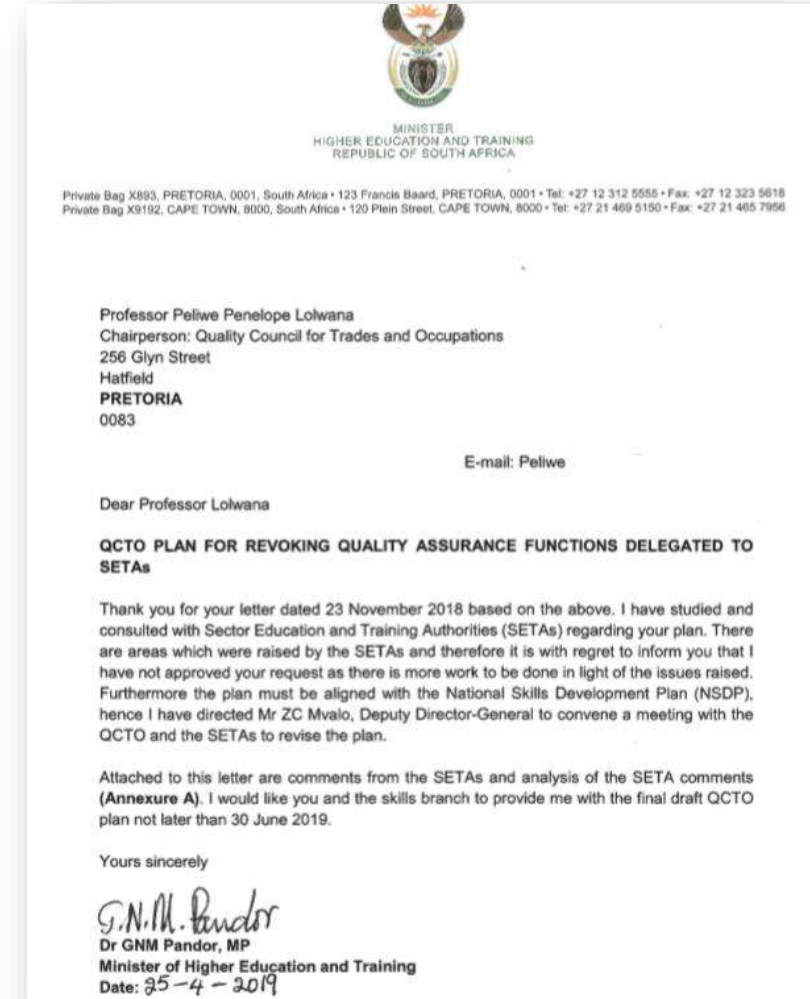 MINISTER
HIGHER EDUCATION AND TRAINING
REPUBLIC OF SOUTH AFRICA
Private Bag X893, PRETORIA, 0001, South Africa • 123 Francis Baard, PRETORIA, 0001 • Tel: +27 12 312 5555 • Fax: +27 12 323 5618
Private Bag X9192, CAPE TOWN, 8000, South Africa • 120 Plein Street, CAPE TOWN, 8000 • Tel: +27 21 469 5150 • Fax: +27 21 465 7956
Professor Peliwe Penelope Lolwana
Chairperson: Quality Council for Trades and Occupations
256 Glyn Street
Hatfield
PRETORIA
0083
E-mail: Peliwe
Dear Professor Lolwana
QCTO PLAN FOR REVOKING QUALITY ASSURANCE FUNCTIONS DELEGATED TO
SETAs
Thank you for your letter dated 23 November 2018 based on the above. I have studied and
consulted with Sector Education and Training Authorities (SETAs) regarding your plan. There
are areas which were raised by the SETAs and therefore it is with regret to inform you that I
have not approved your request as there is more work to be done in light of the issues raised.
Furthermore the plan must be aligned with the National Skills Development Plan (NSDP),
hence I have directed Mr ZC Mvalo, Deputy Director-General to convene a meeting with the
QCTO and the SETAs to revise the plan.
Attached to this letter are comments from the SETAs and analysis of the SETA comments
(Annexure A). I would like you and the skills branch to provide me with the final draft QCTO
plan not later than 30 June 2019.
Yours sincerely
G.N.M. Pandor
Dr GNM Pandor, MP
Minister of Higher Education and Training
Date: 25-4-2019